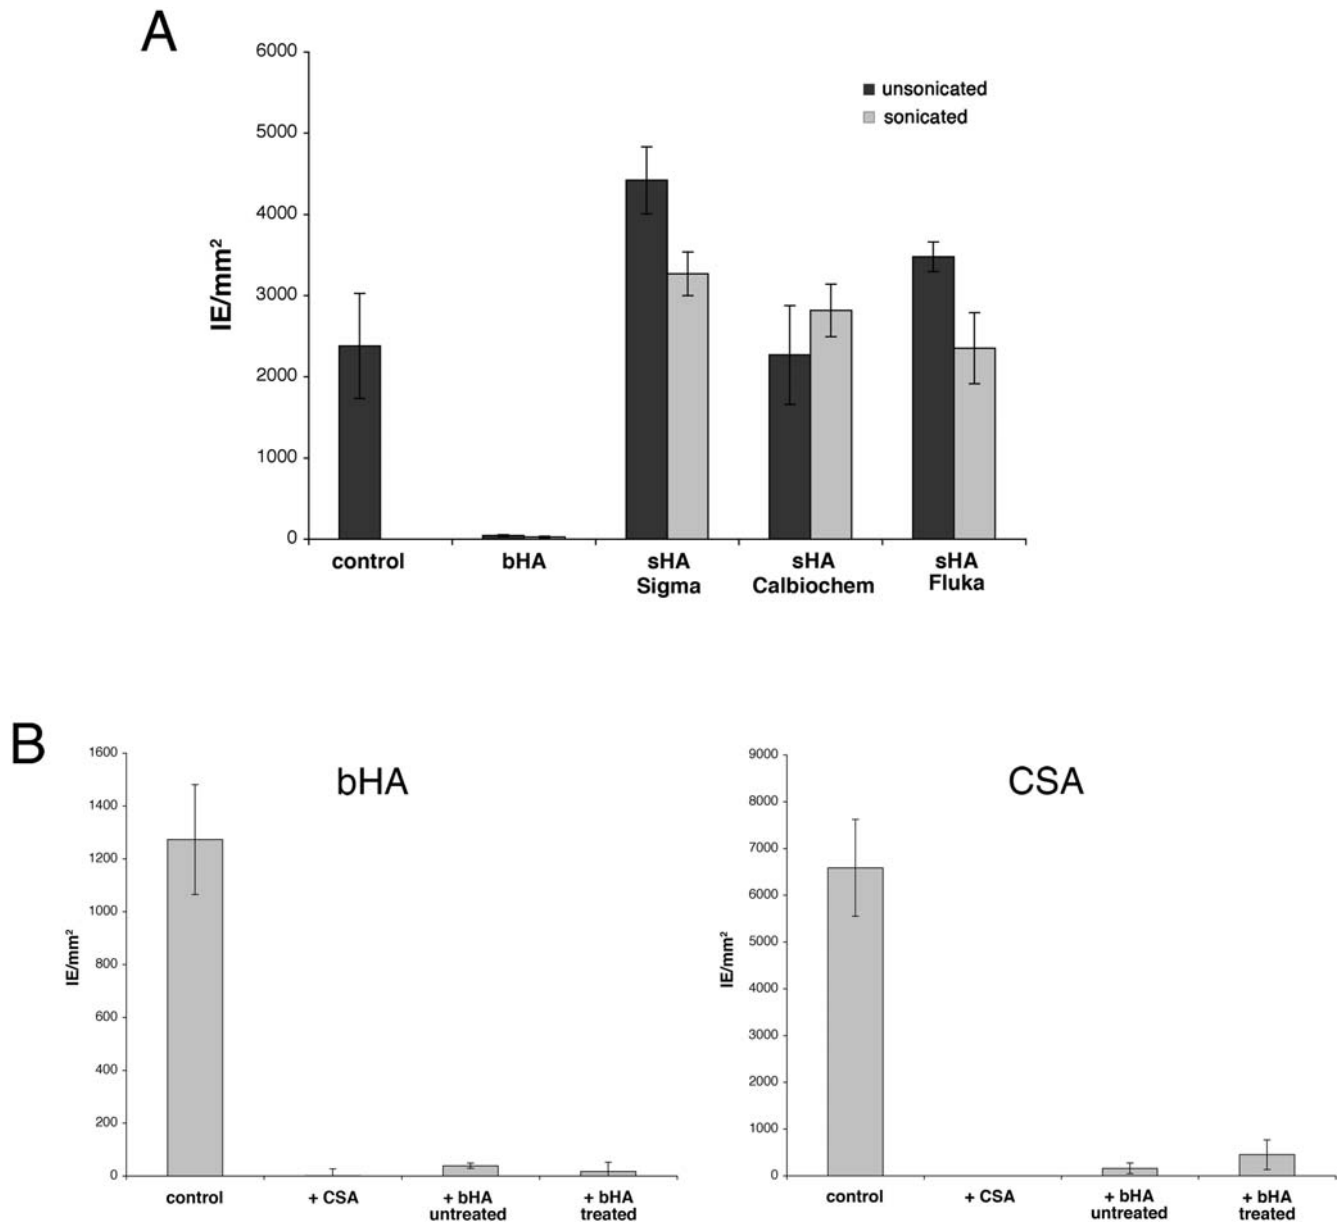 A
6000
5000
4000
3000
2000
1000
0
IE/mm²
unsonicated
sonicated
control
bHA
sHA
Sigma
sHA
Calbiochem
sHA
Fluka
B
bHA
1600
1400
1200
1000
800
600
400
200
0
IE/mm²
control
+ CSA
+ bHA
untreated
+ bHA
treated
CSA
9000
8000
7000
6000
5000
4000
3000
2000
1000
0
IE/mm²
control
+ CSA
+ bHA
untreated
+ bHA
treated